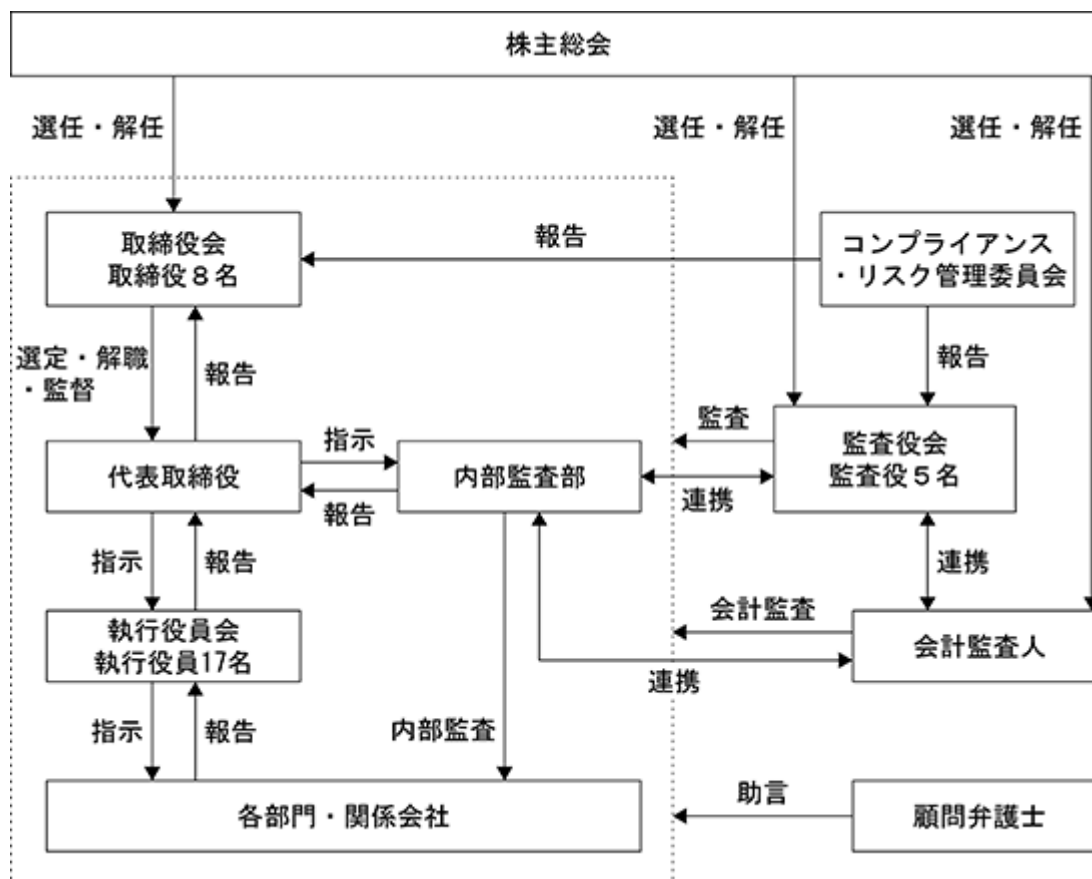 株主総会
選任・解任
選任・解任
選任・解任
取締役会
取締役8名
報告
コンプライアンス
・リスク管理委員会
選定・解職
・監督
報告
報告
監査
監査役会
監査役5名
指示
代表取締役
内部監査部
報告
連携
指示
報告
連携
執行役員会
執行役員17名
会計監査
会計監査人
連携
指示
報告
内部監査
各部門・関係会社
助言
顧問弁護士